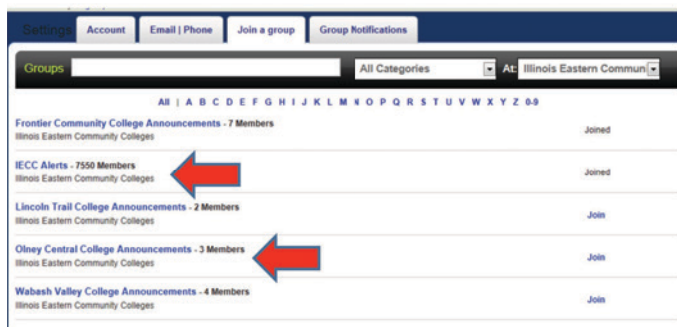 Settings Account Email | Phone Join a group Group Notifications
Groups All Categories At: Illinois Eastern Commun
All | A B C D E F G H I J K L M N O P Q R S T U V W X Y Z 0-9
Frontier Community College Announcements - 7 Members
Illinois Eastern Community Colleges Joined
IECC Alerts - 7550 Members
Illinois Eastern Community Colleges Joined
Lincoln Trail College Announcements - 2 Members
Illinois Eastern Community Colleges Join
Olney Central College Announcements - 3 Members
Illinois Eastern Community Colleges Join
Wabash Valley College Announcements - 4 Members
Illinois Eastern Community Colleges Join